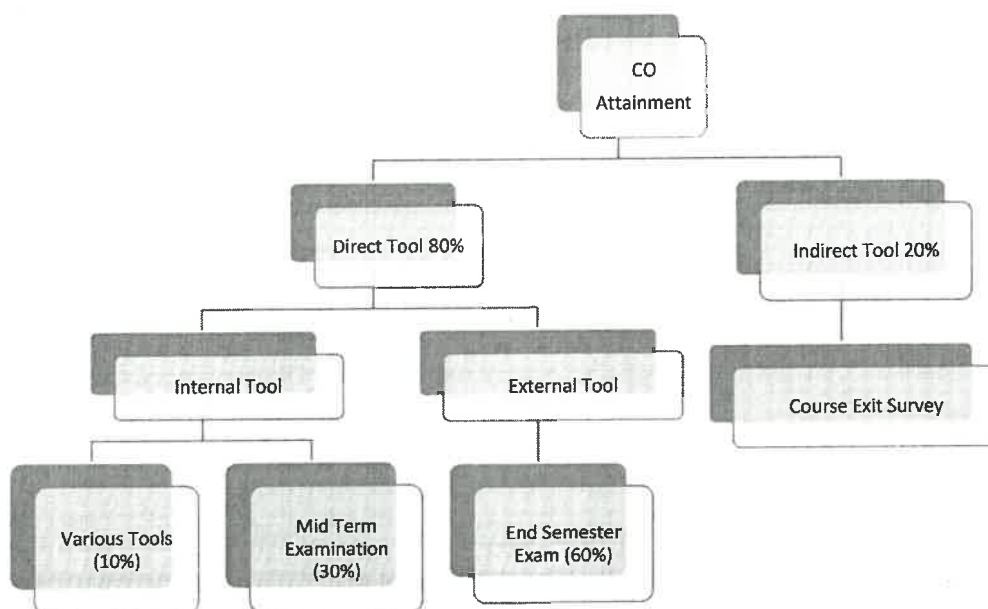 CO
Attainment
Direct Tool 80%
Indirect Tool 20%
Internal Tool
External Tool
Course Exit Survey
Various Tools
(10%)
Mid Term
Examination
(30%)
End Semester
Exam (60%)